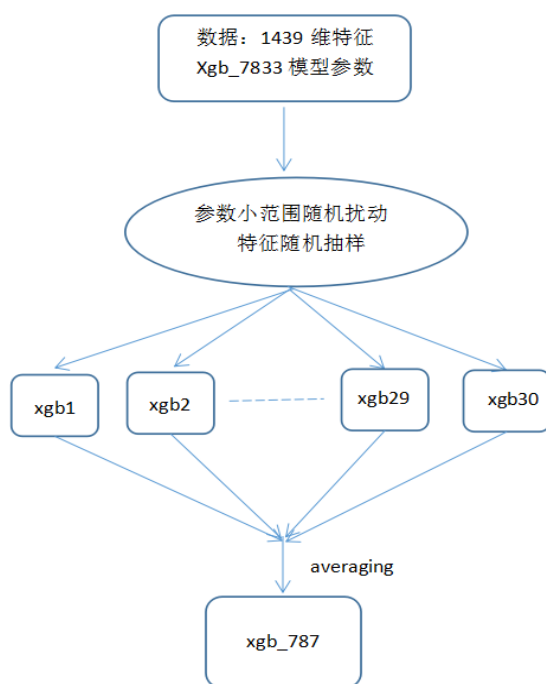 数据：1439 维特征
Xgb_7833 模型参数
参数小范围随机扰动
特征随机抽样
xgb1
xgb2
xgb29
xgb30
averaging
xgb_787